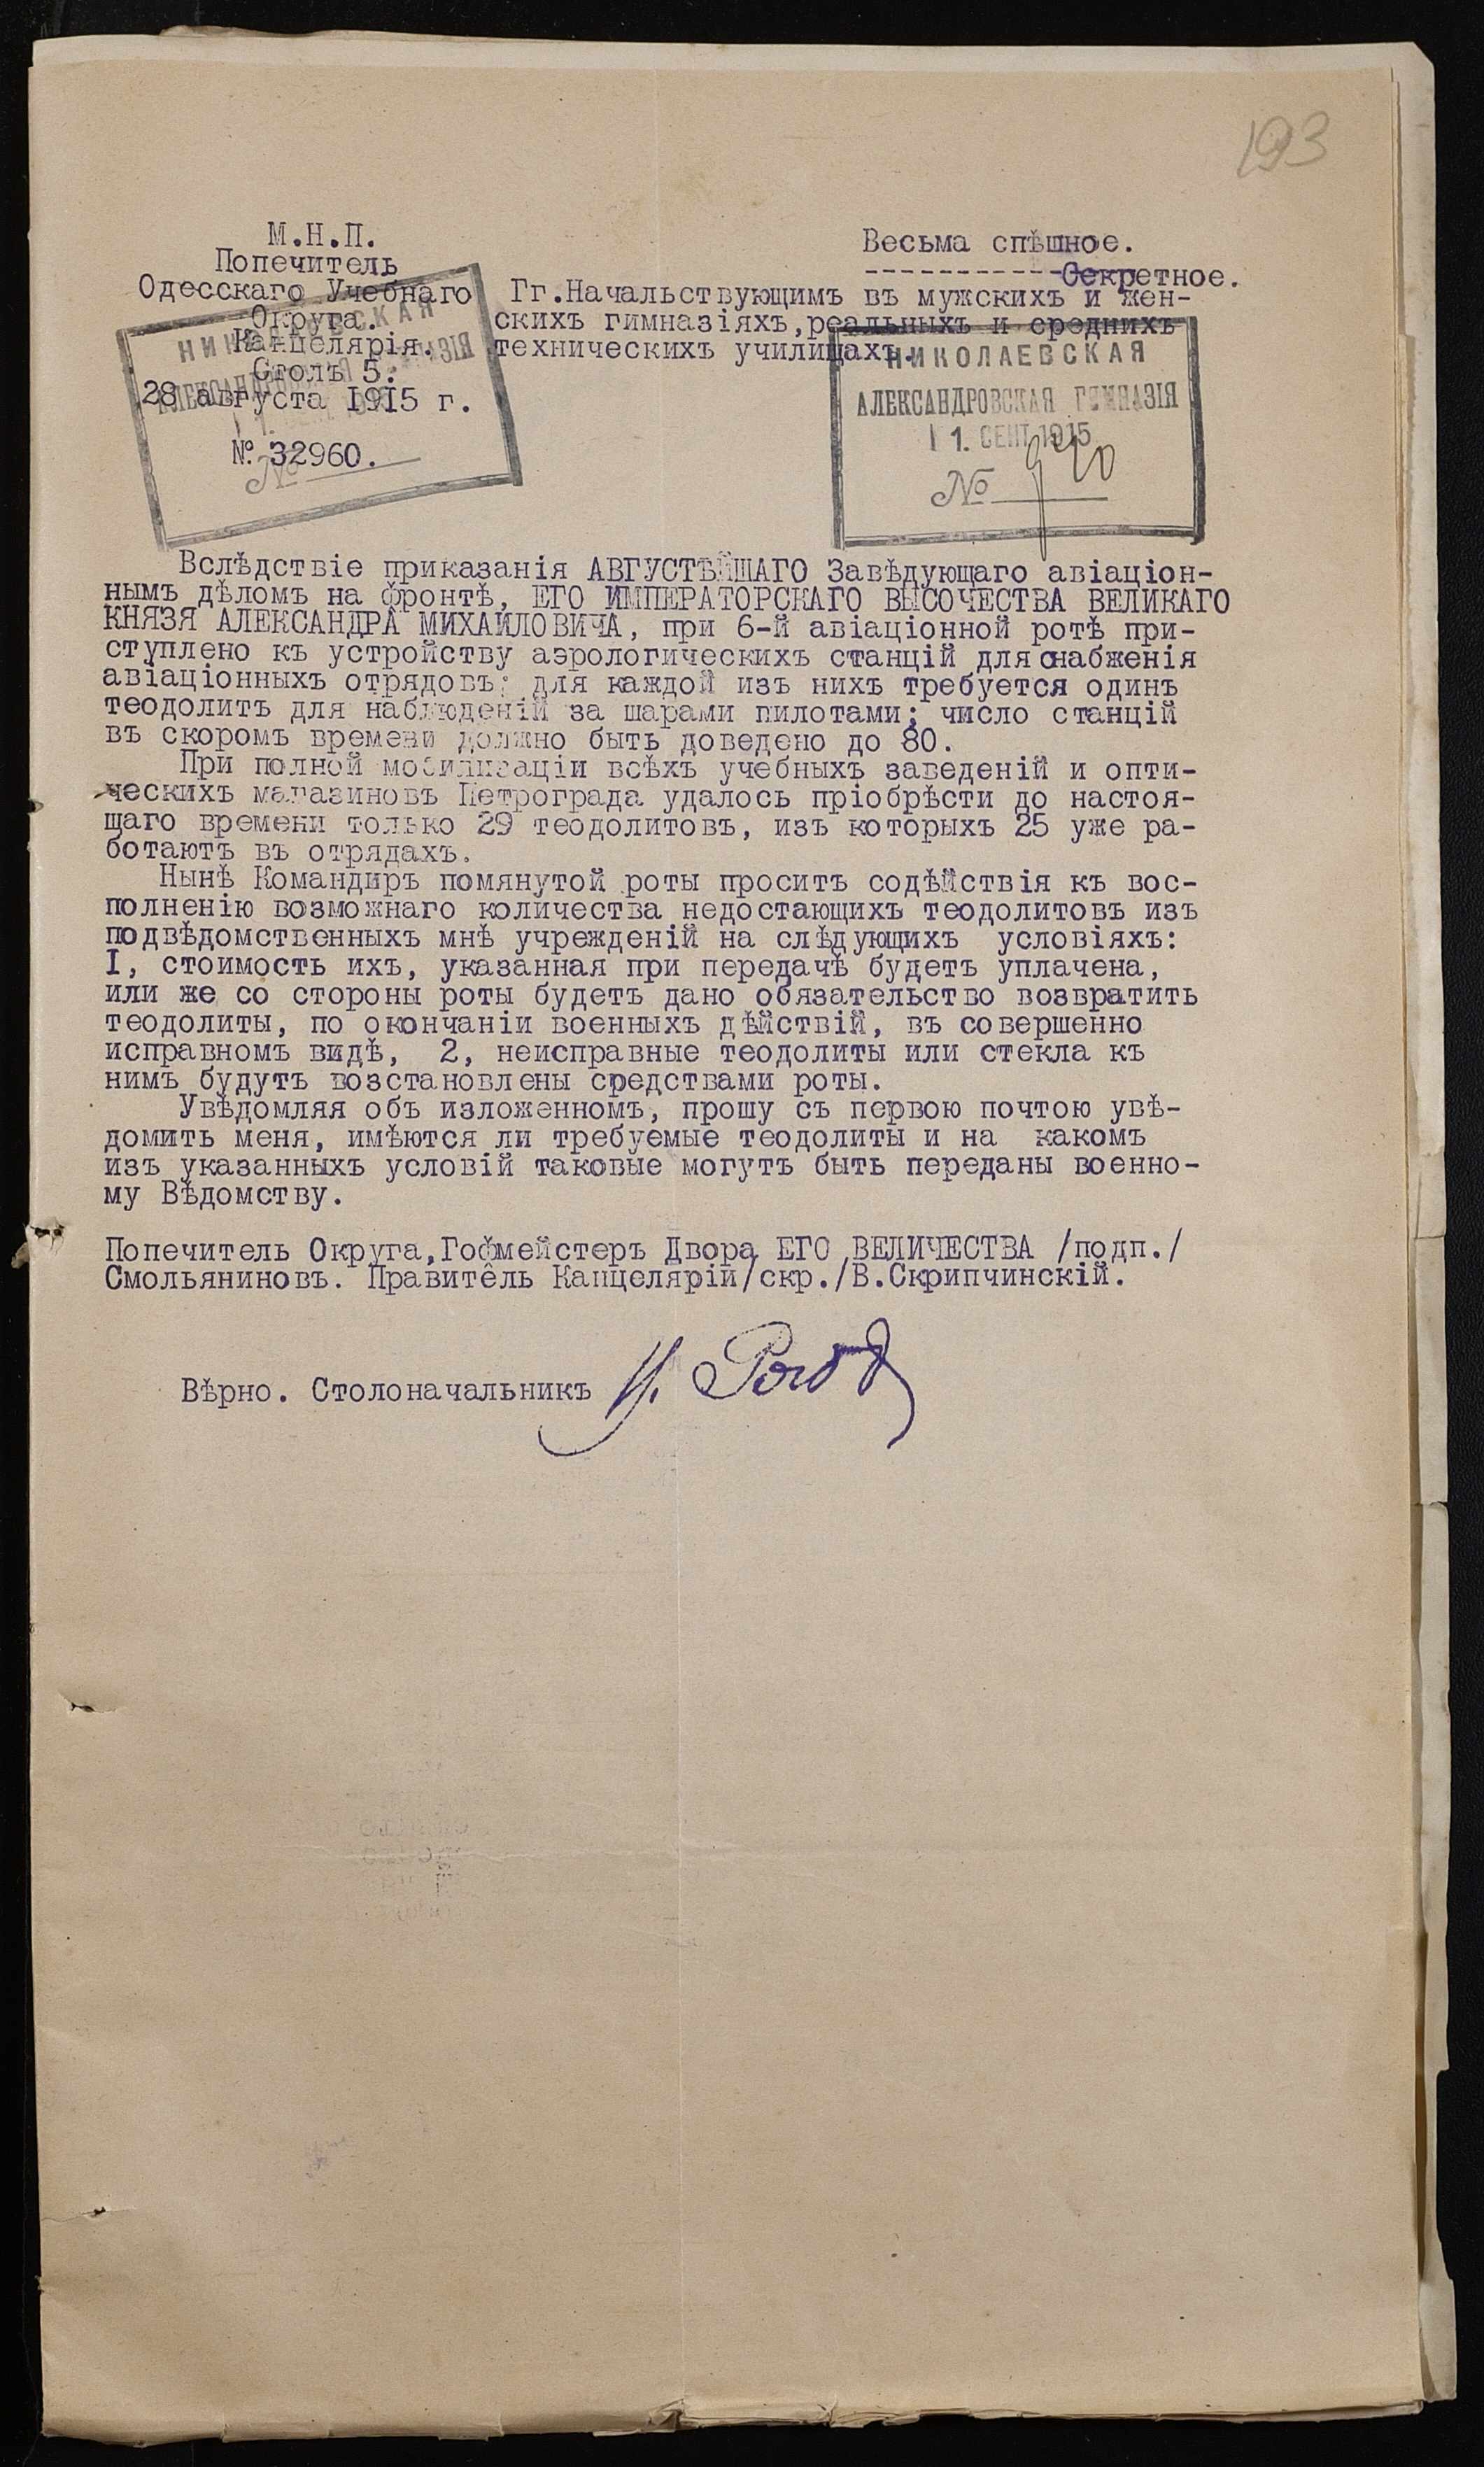 193
М.Н.П.
Попечитель
Одесскаго Учебнаго
Округа.
Канцелярія.
Столъ 5.
28 августа 1915 г.
№ 32960.
Весьма спѣшное.
Секретное.
Гг.Начальствующимъ въ мужскихъ и жен-
скихъ гимназіяхъ,реальныхъ и среднихъ
техническихъ училищахъ.
НИКОЛАЕВСКАЯ
АЛЕКСАНДРОВСКАЯ ГИМНАЗІЯ
№
НИКОЛАЕВСКАЯ
АЛЕКСАНДРОВСКАЯ ГИМНАЗІЯ
1. СЕНТ 1915
№
Вслѣдствіе приказанія АВГУСТѢЙШАГО Завѣдующаго авіаціон-
нымъ дѣломъ на фронтѣ, ЕГО ИМПЕРАТОРСКАГО ВЫСОЧЕСТВА ВЕЛИКАГО
КНЯЗЯ АЛЕКСАНДРА МИХАЙЛОВИЧА, при 6-й авіаціонной ротѣ при-
ступлено къ устройству аэрологическихъ станцій для снабженія
авіаціонныхъ отрядовъ; для каждой изъ нихъ требуется одинъ
теодолитъ для наблюденій за шарами пилотами; число станцій
въ скоромъ времени должно быть доведено до 80.
При полной мобилизаціи всѣхъ учебныхъ заведеній и опти-
ческихъ магазиновъ Петрограда удалось пріобрѣсти до настоя-
щаго времени только 29 теодолитовъ, изъ которыхъ 25 уже ра-
ботаютъ въ отрядахъ.
Нынѣ Командиръ помянутой роты проситъ содѣйствія къ вос-
полненію возможнаго количества недостающихъ теодолитовъ изъ
подвѣдомственныхъ мнѣ учрежденій на слѣдующихъ условіяхъ:
I, стоимость ихъ, указанная при передачѣ будетъ уплачена,
или же со стороны роты будетъ дано обязательство возвратить
теодолиты, по окончаніи военныхъ дѣйствій, въ совершенно
исправномъ видѣ, 2, неисправные теодолиты или стекла къ
нимъ будутъ возстановлены средствами роты.
Увѣдомляя объ изложенномъ, прошу съ первою почтою увѣ-
домить меня, имѣются ли требуемые теодолиты и на какомъ
изъ указанныхъ условій таковые могутъ быть переданы военно-
му Вѣдомству.
Попечитель Округа,Гофмейстеръ Двора ЕГО ВЕЛИЧЕСТВА /подп./
Смольяниновъ. Правитель Канцеляріи/скр./В.Скрипчинскій.
Вѣрно. Столоначальникъ